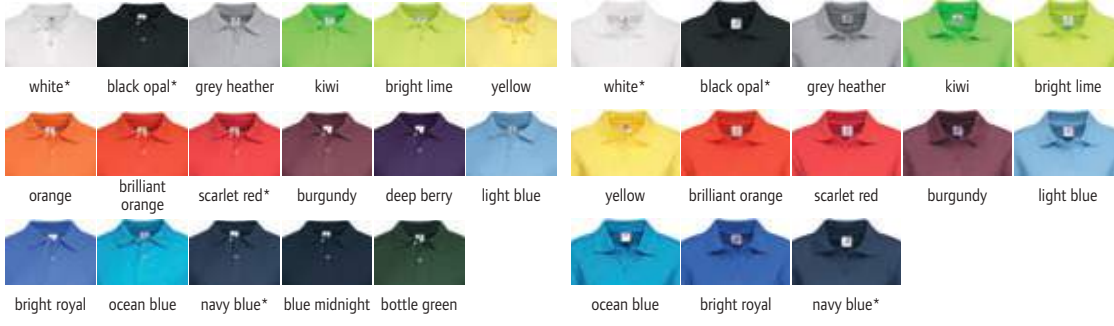 white* black opal* grey heather kiwi bright lime yellow
orange brilliant orange scarlet red* burgundy deep berry light blue
bright royal ocean blue navy blue* blue midnight bottle green
white* black opal* grey heather kiwi bright lime
yellow brilliant orange scarlet red burgundy light blue
ocean blue bright royal navy blue*